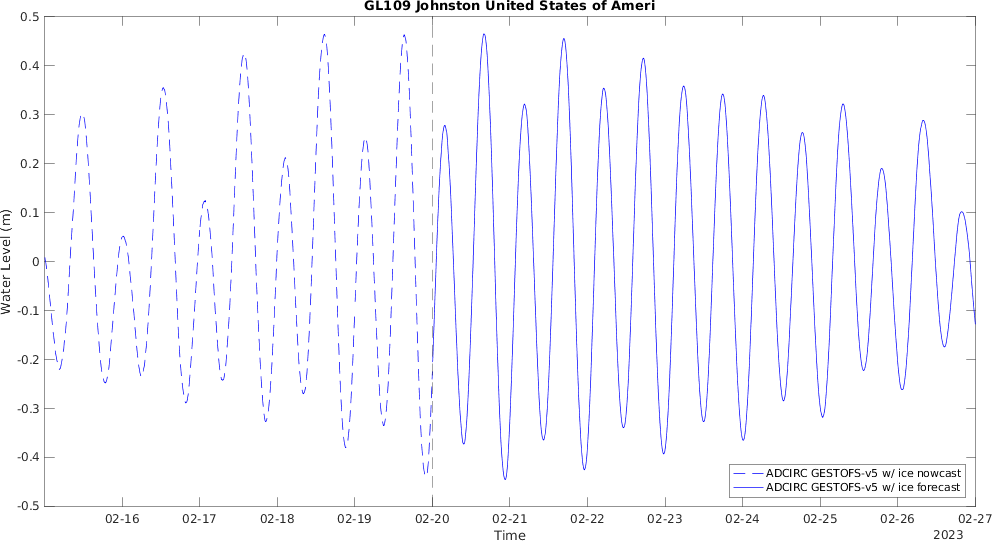 GL109 Johnston United States of Ameri
Water Level (m)
0.5
0.4
0.3
0.2
0.1
0
-0.1
-0.2
-0.3
-0.4
-0.5
ADCIRC GESTOFS-v5 w/ ice nowcast
ADCIRC GESTOFS-v5 w/ ice forecast
02-16 02-17 02-18 02-19 02-20 02-21 02-22 02-23 02-24 02-25 02-26 02-27
Time
2023